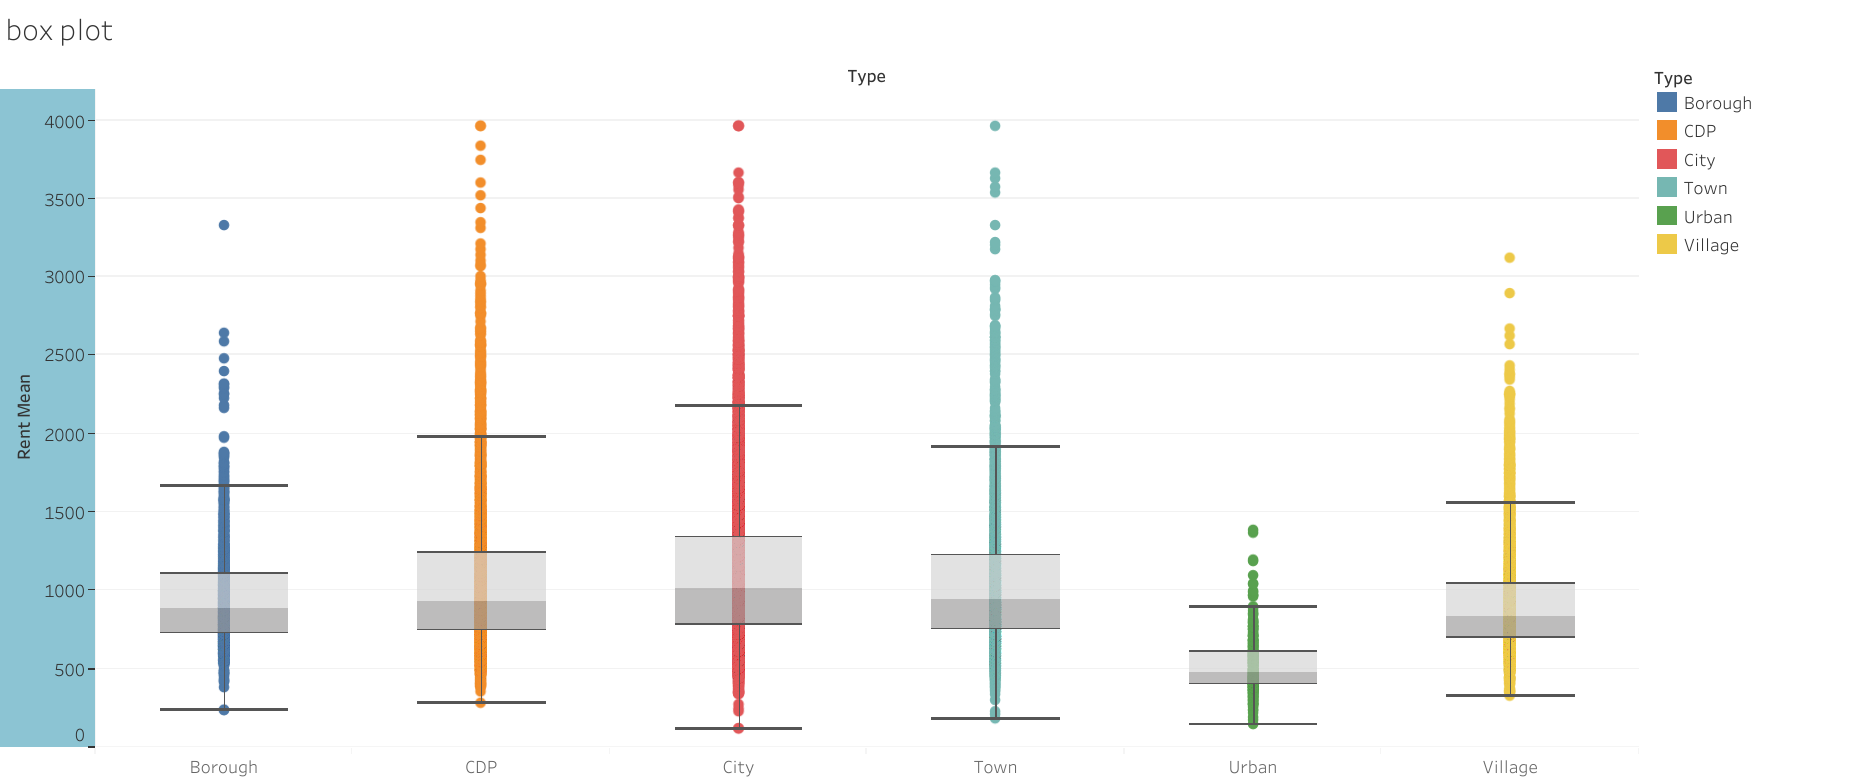 box plot
Type
Type
Borough
CDP
City
Town
Urban
Village
4000
3500
3000
2500
2000
1500
1000
500
0
Rent Mean
Borough
CDP
City
Town
Urban
Village